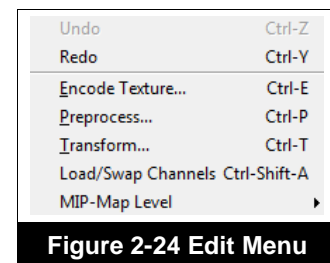 Undo Ctrl-Z
Redo Ctrl-Y
Encode Texture... Ctrl-E
Preprocess... Ctrl-P
Transform... Ctrl-T
Load/Swap Channels Ctrl-Shift-A
MIP-Map Level
Figure 2-24 Edit Menu